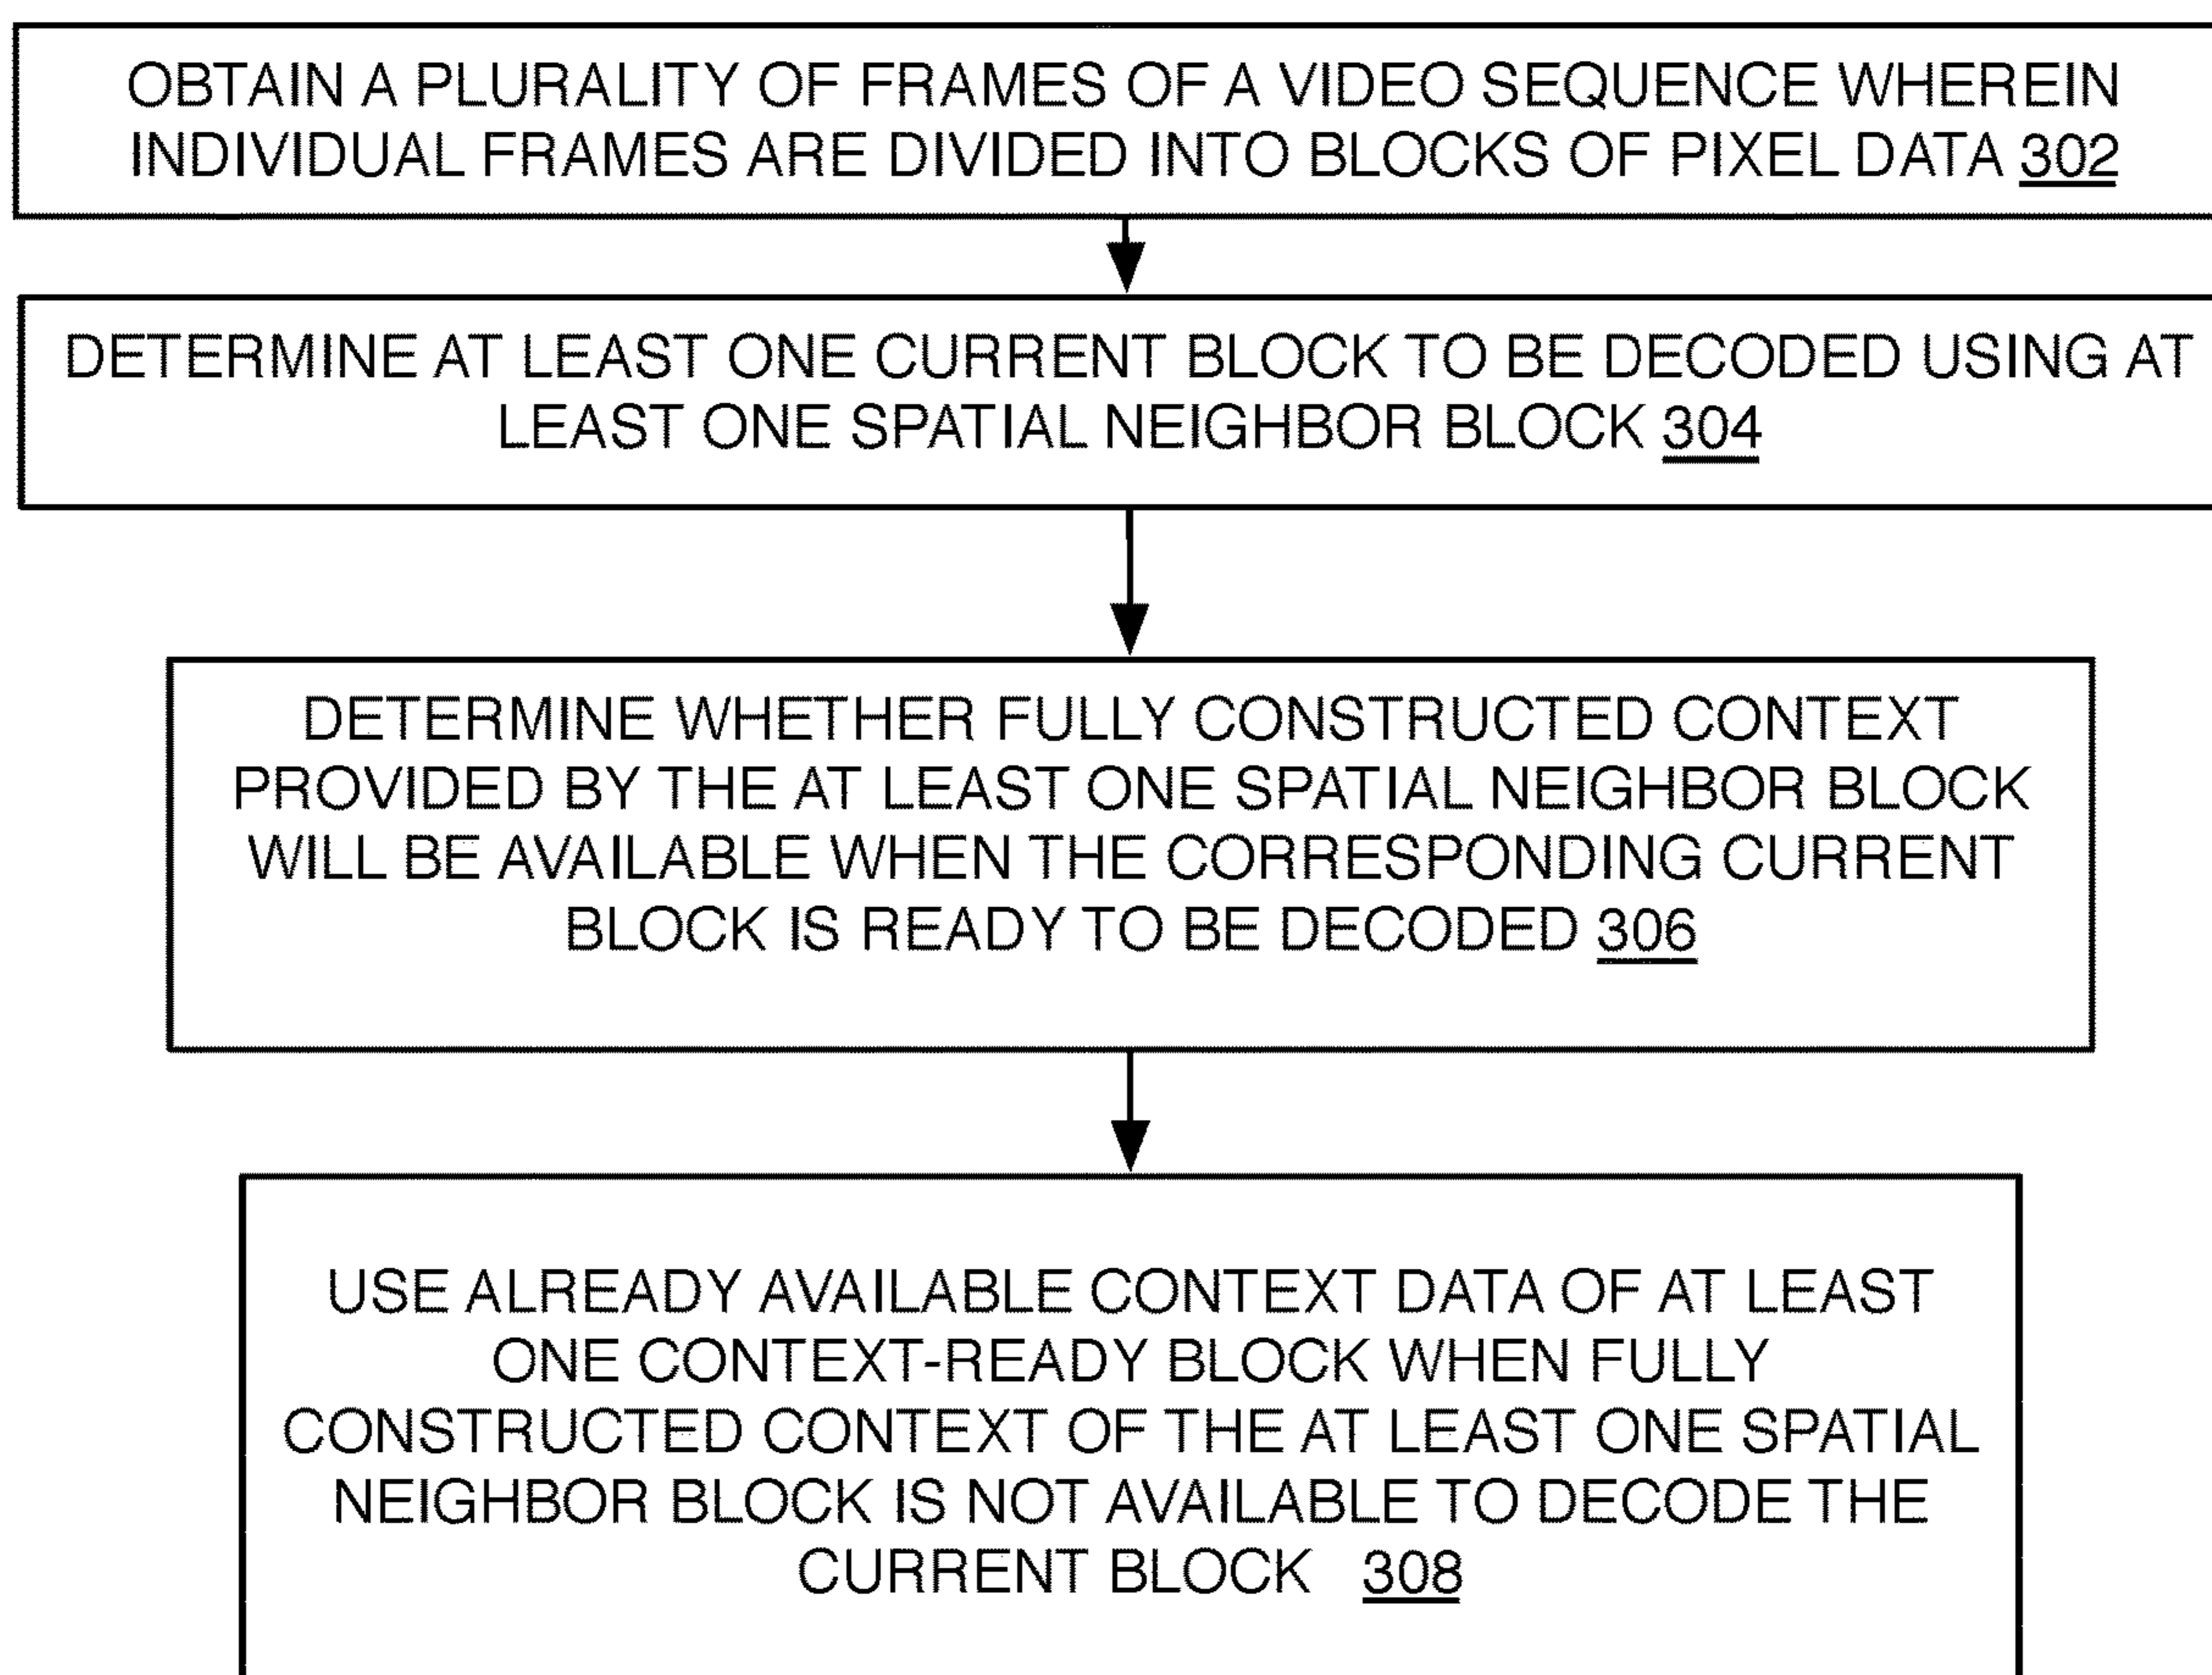 OBTAIN A PLURALITY OF FRAMES OF A VIDEO SEQUENCE WHEREIN
INDIVIDUAL FRAMES ARE DIVIDED INTO BLOCKS OF PIXEL DATA 302
DETERMINE AT LEAST ONE CURRENT BLOCK TO BE DECODED USING AT
LEAST ONE SPATIAL NEIGHBOR BLOCK 304
DETERMINE WHETHER FULLY CONSTRUCTED CONTEXT
PROVIDED BY THE AT LEAST ONE SPATIAL NEIGHBOR BLOCK
WILL BE AVAILABLE WHEN THE CORRESPONDING CURRENT
BLOCK IS READY TO BE DECODED 306
USE ALREADY AVAILABLE CONTEXT DATA OF AT LEAST
ONE CONTEXT-READY BLOCK WHEN FULLY
CONSTRUCTED CONTEXT OF THE AT LEAST ONE SPATIAL
NEIGHBOR BLOCK IS NOT AVAILABLE TO DECODE THE
CURRENT BLOCK 308